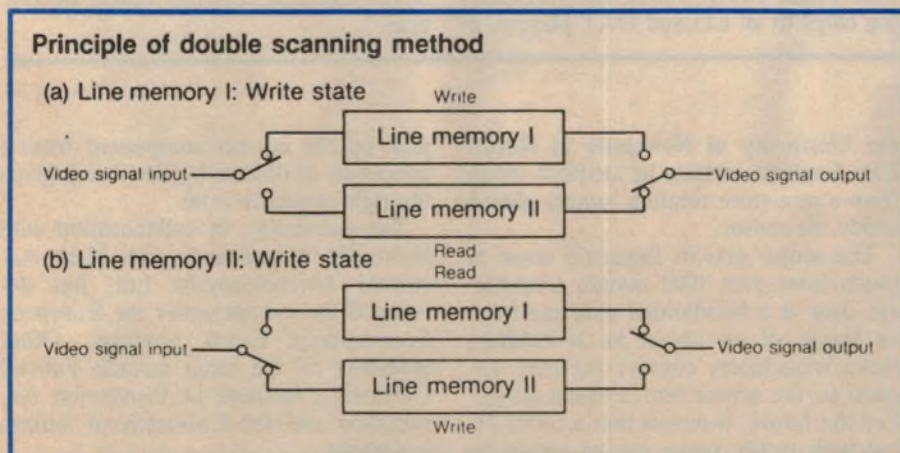 Principle of double scanning method
(a) Line memory I: Write state
Write
Line memory I
Video signal input
Video signal output
Line memory II
Read
(b) Line memory II: Write state
Read
Line memory I
Video signal input
Video signal output
Line memory II
Write